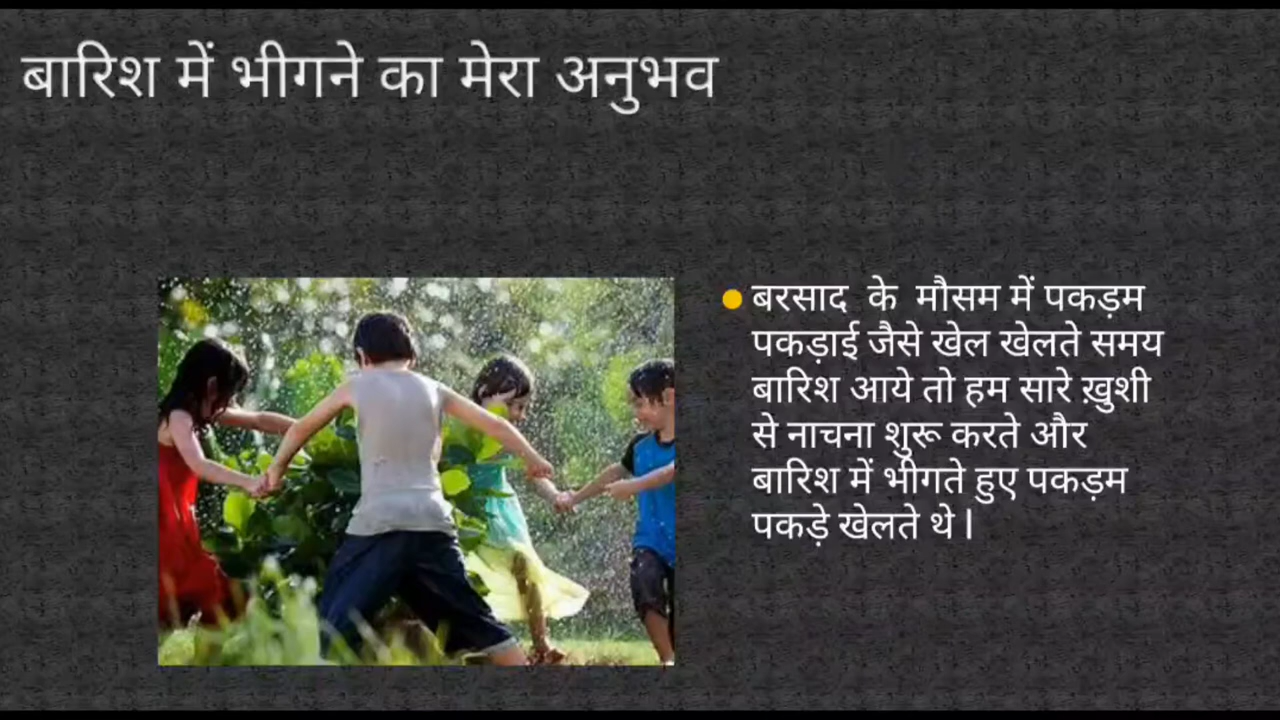 बारिश में भीगने का मेरा अनुभव
बरसाद के मौसम में पकड़म
पकड़ाई जैसे खेल खेलते समय
बारिश आये तो हम सारे ख़ुशी
से नाचना शुरू करते और
बारिश में भीगते हुए पकड़म
पकड़े खेलते थे।